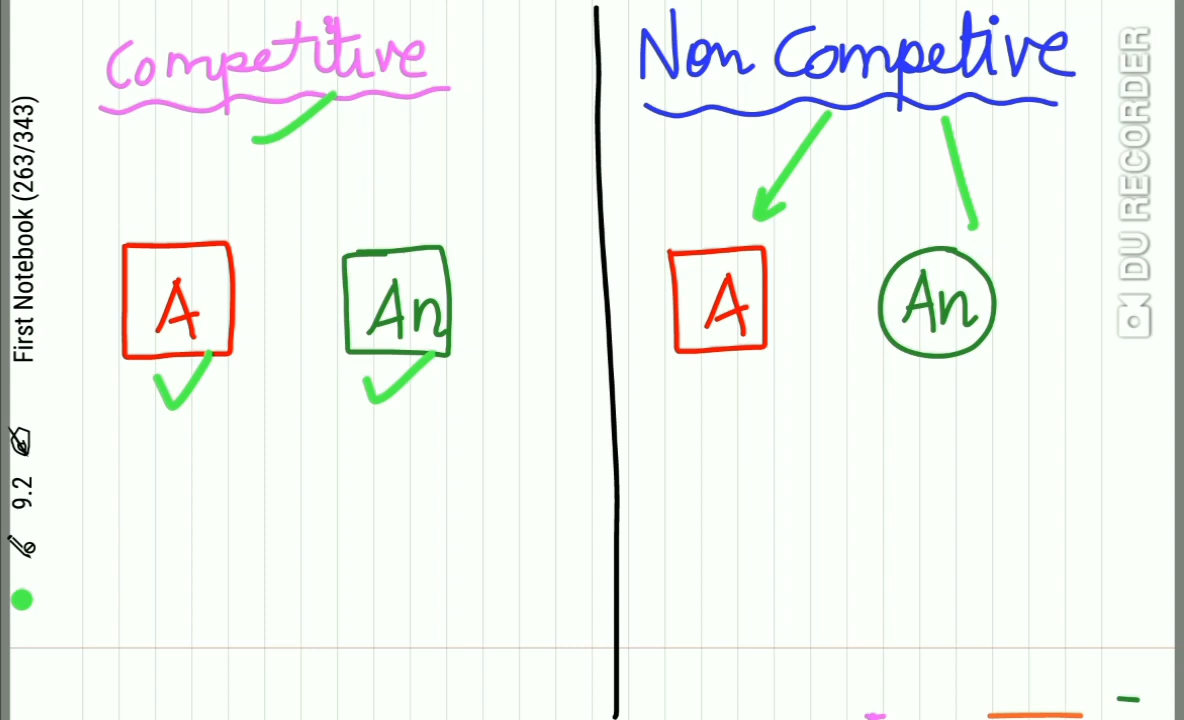 Competitive
Non Competive
A
An
A
An
First Notebook (263/343)
9.2
DU RECORDER